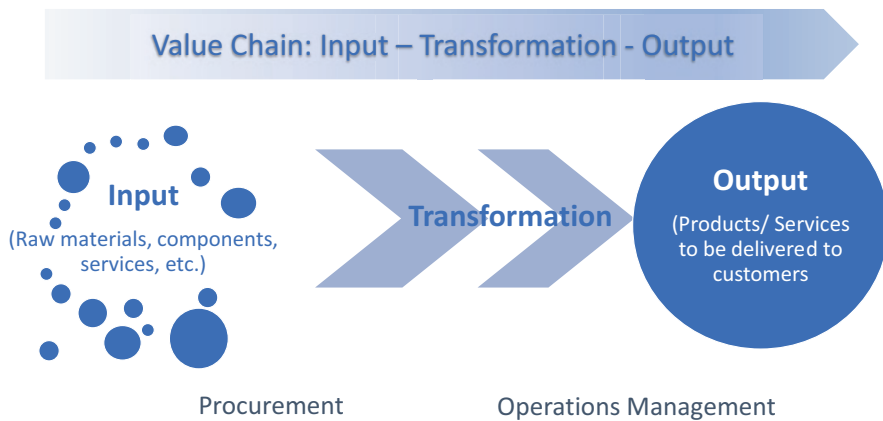 Value Chain: Input – Transformation - Output
Input
(Raw materials, components,
services, etc.)
Transformation
Output
(Products/ Services
to be delivered to
customers
Procurement
Operations Management